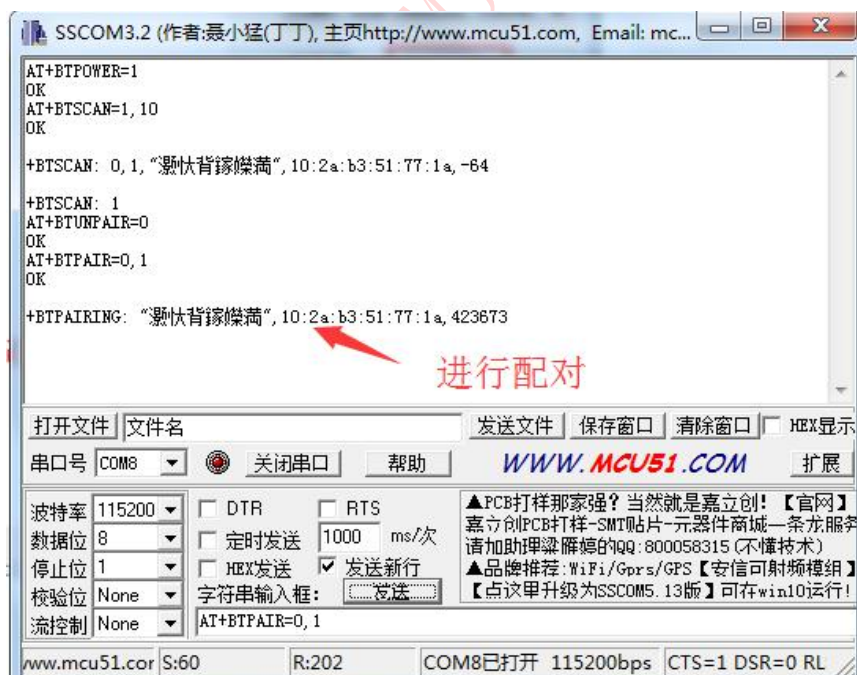 SSCOM3.2 (作者:聂小猛(丁丁), 主页http://www.mcu51.com, Email: mc...
AT+BTPOWER=1
OK
AT+BTSCAN=1,10
OK
+BTSCAN: 0,1,"灏忕背鎵嬫満",10:2a:b3:51:77:1a,-64
+BTSCAN: 1
AT+BTUNPAIR=0
OK
AT+BTPAIR=0,1
OK
+BTPAIRING: "灏忕背鎵嬫満",10:2a:b3:51:77:1a,423673
进行配对
打开文件 文件名 发送文件 保存窗口 清除窗口 HEX显示
串口号 COM8 关闭串口 帮助 WWW.MCU51.COM 扩展
波特率 115200 DTR RTS
数据位 8 定时发送 1000 ms/次
停止位 1 HEX发送 发送新行
校验位 None 字符串输入框: 发送
流控制 None AT+BTPAIR=0,1
▲PCB打样那家强?当然就是嘉立创!【官网】
嘉立创PCB打样-SMT贴片-元器件商城—条龙服务
请加助理梁雁婷的QQ:800058315(不懂技术)
▲品牌推荐:WiFi/Gprs/GPS【安信可射频模组】
【点这里升级为SSCOM5.13版】可在win10运行!
www.mcu51.cor S:60 R:202 COM8已打开 115200bps CTS=1 DSR=0 RL